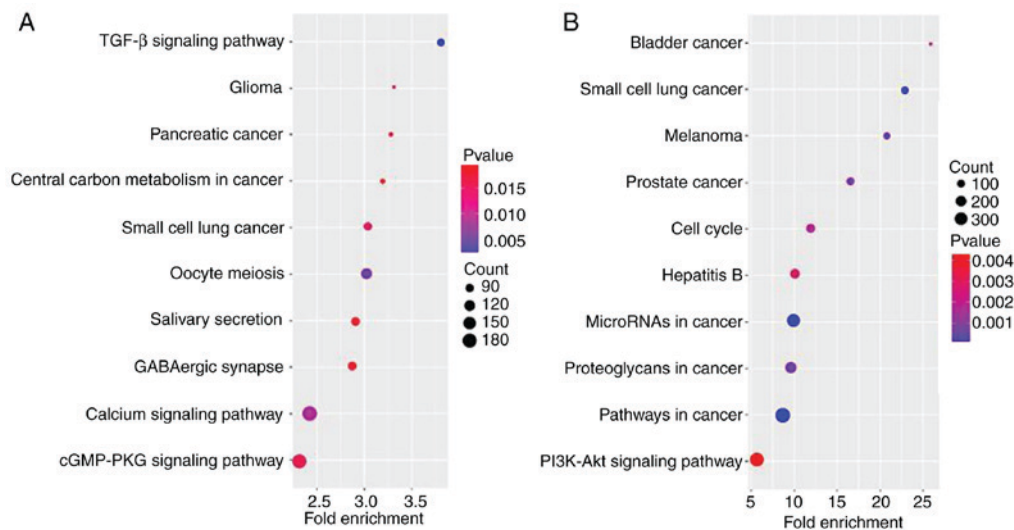 A
TGF-β signaling pathway
Glioma
Pancreatic cancer
Central carbon metabolism in cancer
Small cell lung cancer
Oocyte meiosis
Salivary secretion
GABAergic synapse
Calcium signaling pathway
cGMP-PKG signaling pathway
2.5 3.0 3.5
Fold enrichment
Pvalue
0.015
0.010
0.005
Count
90
120
150
180
B
Bladder cancer
Small cell lung cancer
Melanoma
Prostate cancer
Cell cycle
Hepatitis B
MicroRNAs in cancer
Proteoglycans in cancer
Pathways in cancer
PI3K-Akt signaling pathway
5 10 15 20 25
Fold enrichment
Count
100
200
300
Pvalue
0.004
0.003
0.002
0.001